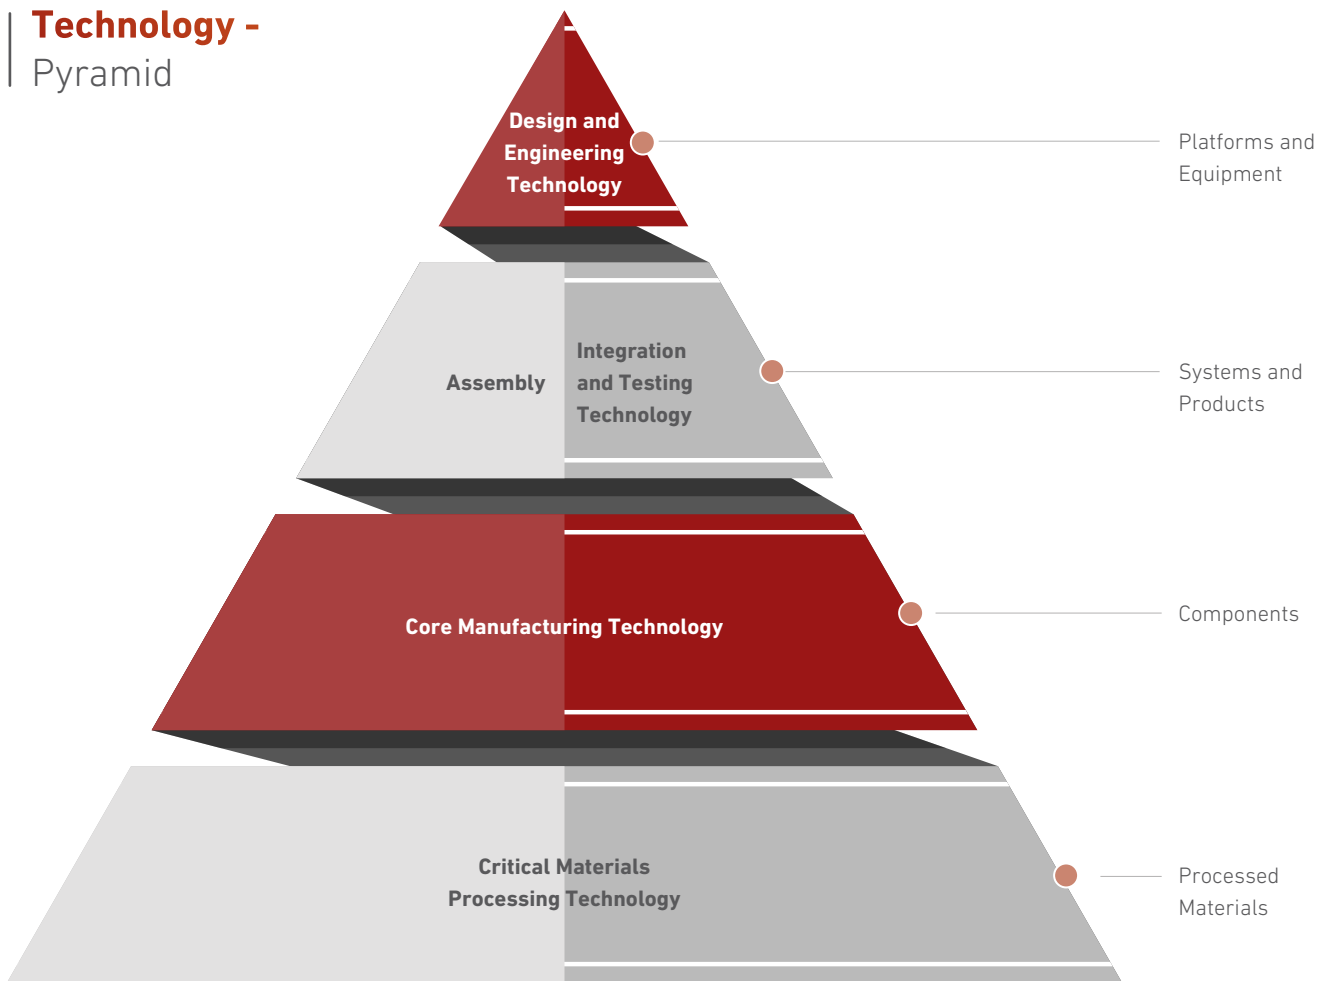 Technology -
Pyramid
Design and
Engineering
Technology
Platforms and
Equipment
Assembly
Integration
and Testing
Technology
Systems and
Products
Core Manufacturing Technology
Components
Critical Materials
Processing Technology
Processed
Materials